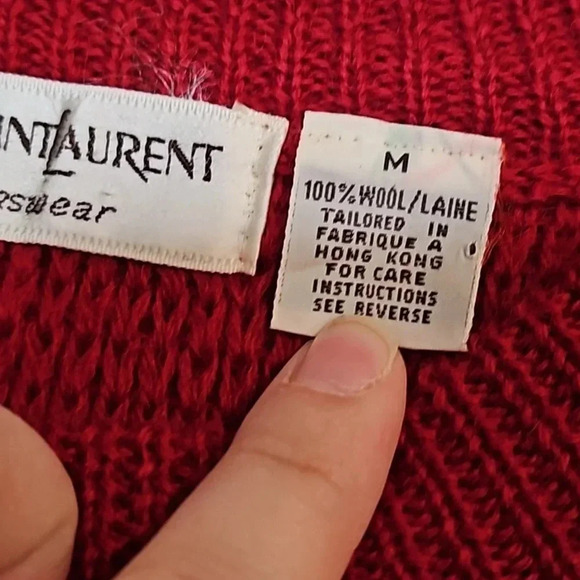 INTLAURENT
swear
M
100% WOOL/LAINE
TAILORED IN
FABRIQUE A
HONG KONG
FOR CARE
INSTRUCTIONS
SEE REVERSE